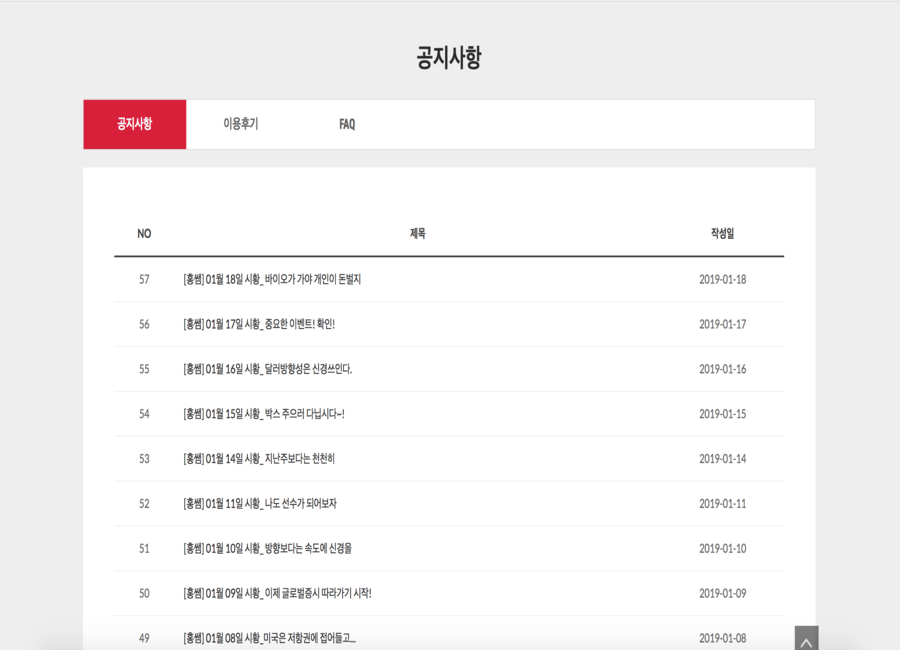 공지사항
공지사항 이용후기 FAQ
NO 제목 작성일
57 [홍쌤] 01월 18일 시황_ 바이오가 가야 개인이 돈벌지 2019-01-18
56 [홍쌤] 01월 17일 시황_ 중요한 이벤트! 확인! 2019-01-17
55 [홍쌤] 01월 16일 시황_ 달러방향성은 신경쓰인다. 2019-01-16
54 [홍쌤] 01월 15일 시황_ 박스 주으러 다닙시다~! 2019-01-15
53 [홍쌤] 01월 14일 시황_ 지난주보다는 천천히 2019-01-14
52 [홍쌤] 01월 11일 시황_ 나도 선수가 되어보자 2019-01-11
51 [홍쌤] 01월 10일 시황_ 방향보다는 속도에 신경을 2019-01-10
50 [홍쌤] 01월 09일 시황_ 이제 글로벌증시 따라가기 시작! 2019-01-09
49 [홍쌤] 01월 08일 시황_미국은 저항권에 접어들고... 2019-01-08